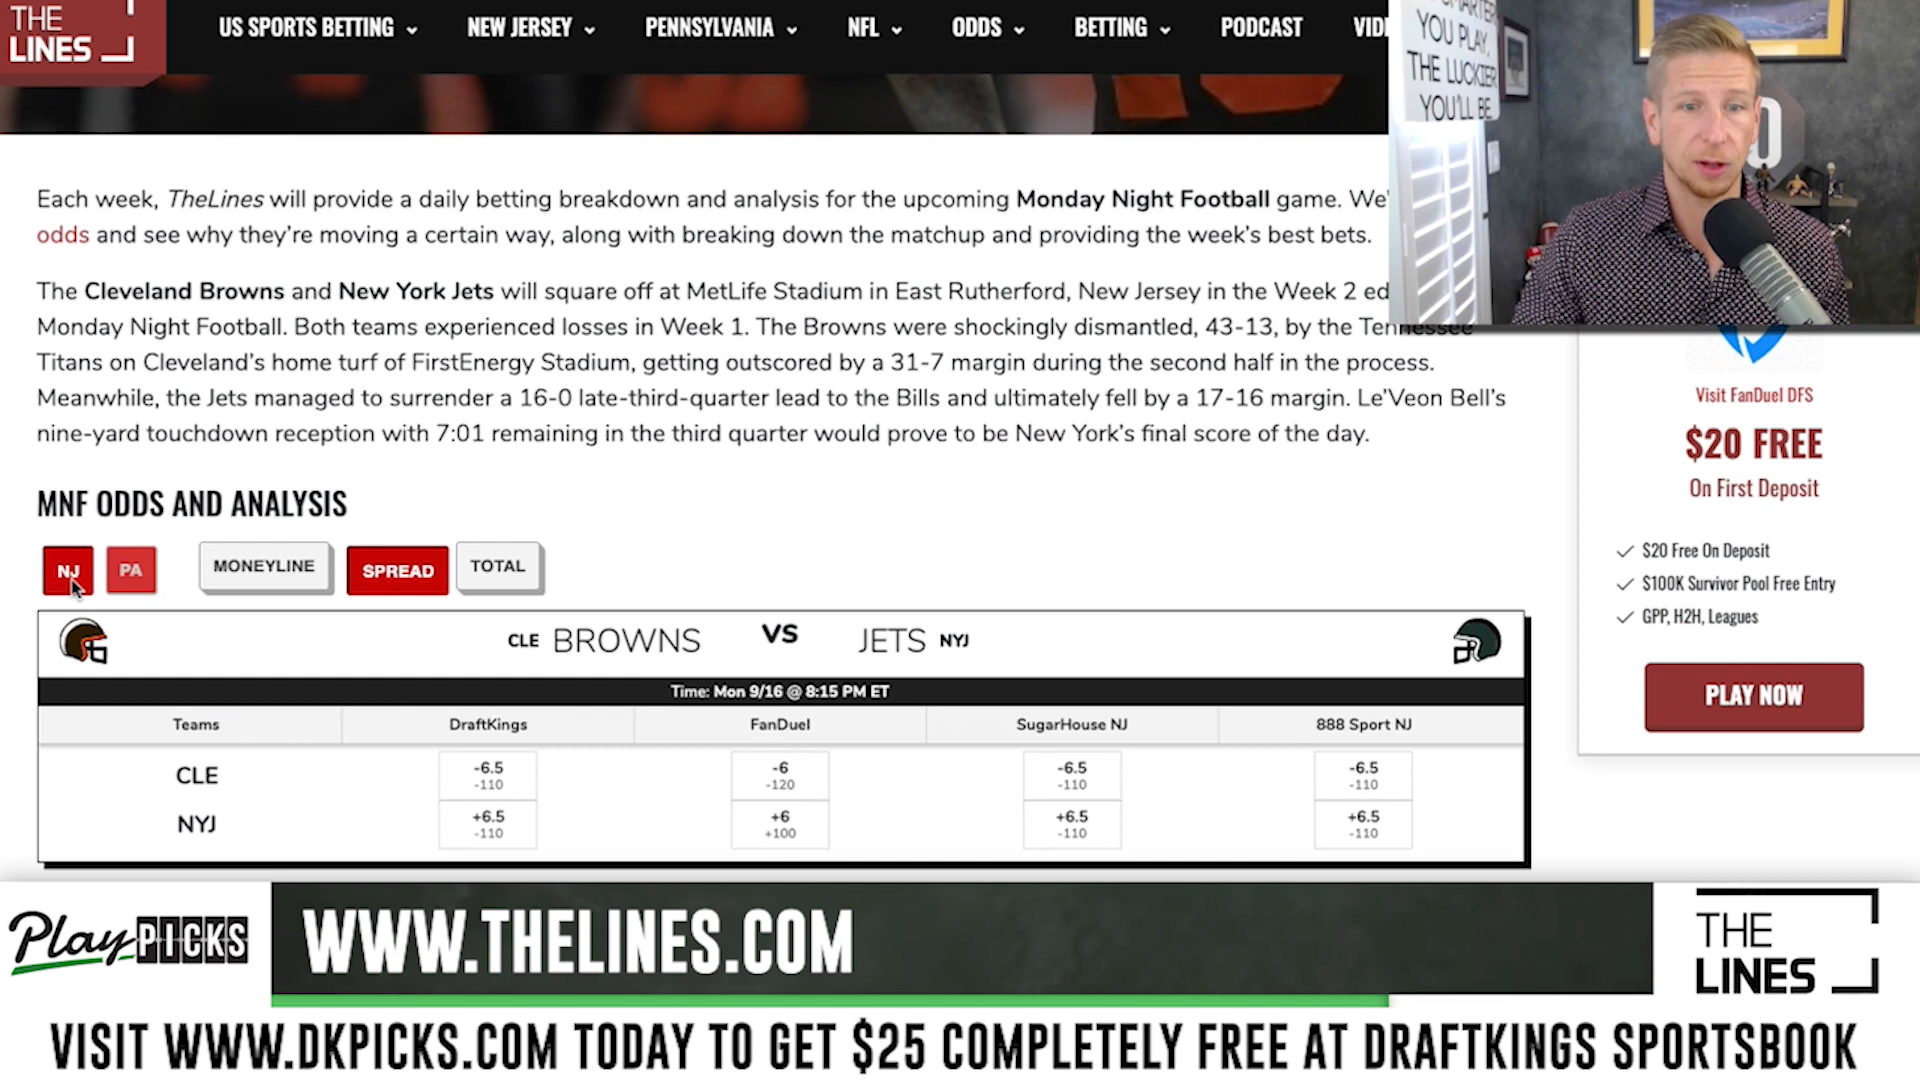 THE
LINES
US SPORTS BETTING
NEW JERSEY
PENNSYLVANIA
NFL
ODDS
BETTING
PODCAST
YOU PLAY,
THE LUCKIER
YOU'LL BE
Each week, TheLines will provide a daily betting breakdown and analysis for the upcoming Monday Night Football game. We'
odds and see why they're moving a certain way, along with breaking down the matchup and providing the week's best bets.
The Cleveland Browns and New York Jets will square off at MetLife Stadium in East Rutherford, New Jersey in the Week 2 ed
Monday Night Football. Both teams experienced losses in Week 1. The Browns were shockingly dismantled, 43-13, by the Tennessee
Titans on Cleveland's home turf of FirstEnergy Stadium, getting outscored by a 31-7 margin during the second half in the process.
Meanwhile, the Jets managed to surrender a 16-0 late-third-quarter lead to the Bills and ultimately fell by a 17-16 margin. Le'Veon Bell's
nine-yard touchdown reception with 7:01 remaining in the third quarter would prove to be New York's final score of the day.
Visit FanDuel DFS
$20 FREE
On First Deposit
$20 Free On Deposit
$100K Survivor Pool Free Entry
GPP, H2H, Leagues
PLAY NOW
MNF ODDS AND ANALYSIS
NJ PA MONEYLINE SPREAD TOTAL
CLE BROWNS VS JETS NYJ
Time: Mon 9/16 @ 8:15 PM ET
Teams DraftKings FanDuel SugarHouse NJ 888 Sport NJ
CLE -6.5 -6 -6.5 -6.5
-110 -120 -110 -110
NYJ +6.5 +6 +6.5 +6.5
-110 +100 -110 -110
Play PICKS
WWW.THELINES.COM
THE
LINES
VISIT WWW.DKPICKS.COM TODAY TO GET $25 COMPLETELY FREE AT DRAFTKINGS SPORTSBOOK